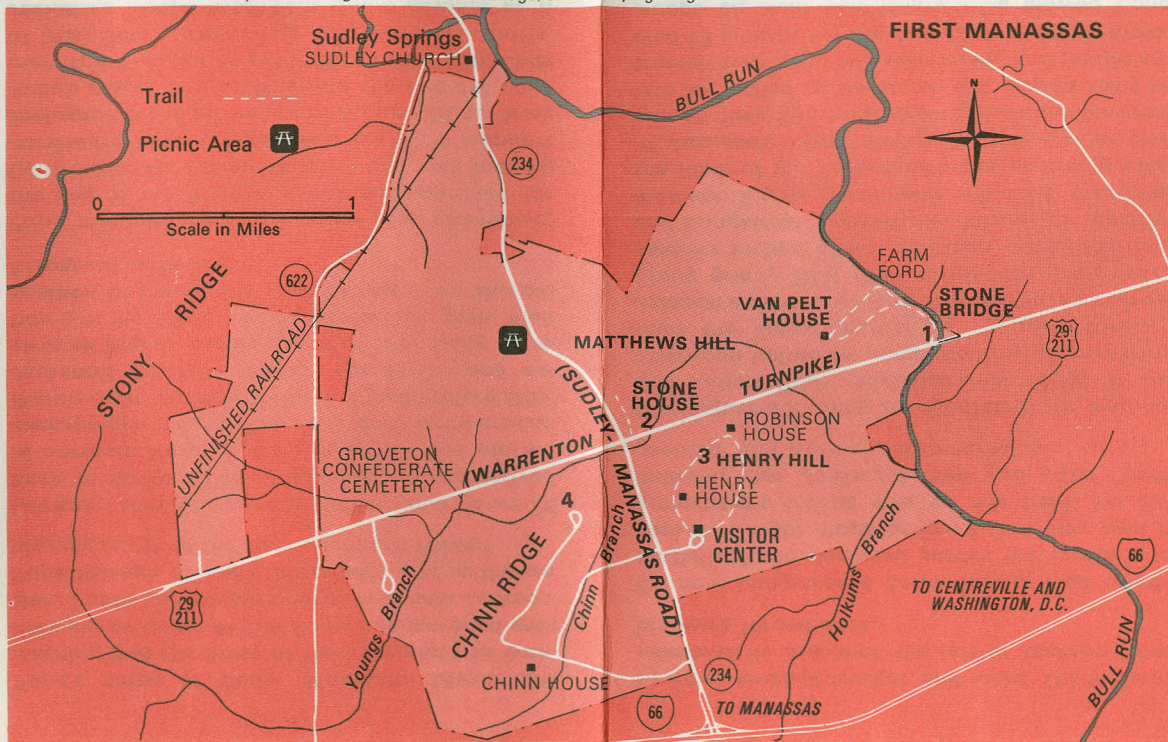 FIRST MANASSAS
Sudley Springs
SUDLEY CHURCH
BULL RUN
N
Trail
Picnic Area
234
0 1
Scale in Miles
FARM
FORD
STONY RIDGE
622
VAN PELT
HOUSE
STONE
BRIDGE
1
29
211
MATTHEWS HILL
UNFINISHED RAILROAD
(SUDLEY-
MANASSAS ROAD)
STONE
HOUSE
2
(WARRENTON
TURNPIKE)
ROBINSON
HOUSE
GROVETON
CONFEDERATE
CEMETERY
3 HENRY HILL
HENRY
HOUSE
4
VISITOR
CENTER
Chinn Branch
CHINN RIDGE
Holkums Branch
66
TO CENTREVILLE AND
WASHINGTON, D.C.
29
211
Youngs Branch
CHINN HOUSE
234
66
TO MANASSAS
BULL RUN